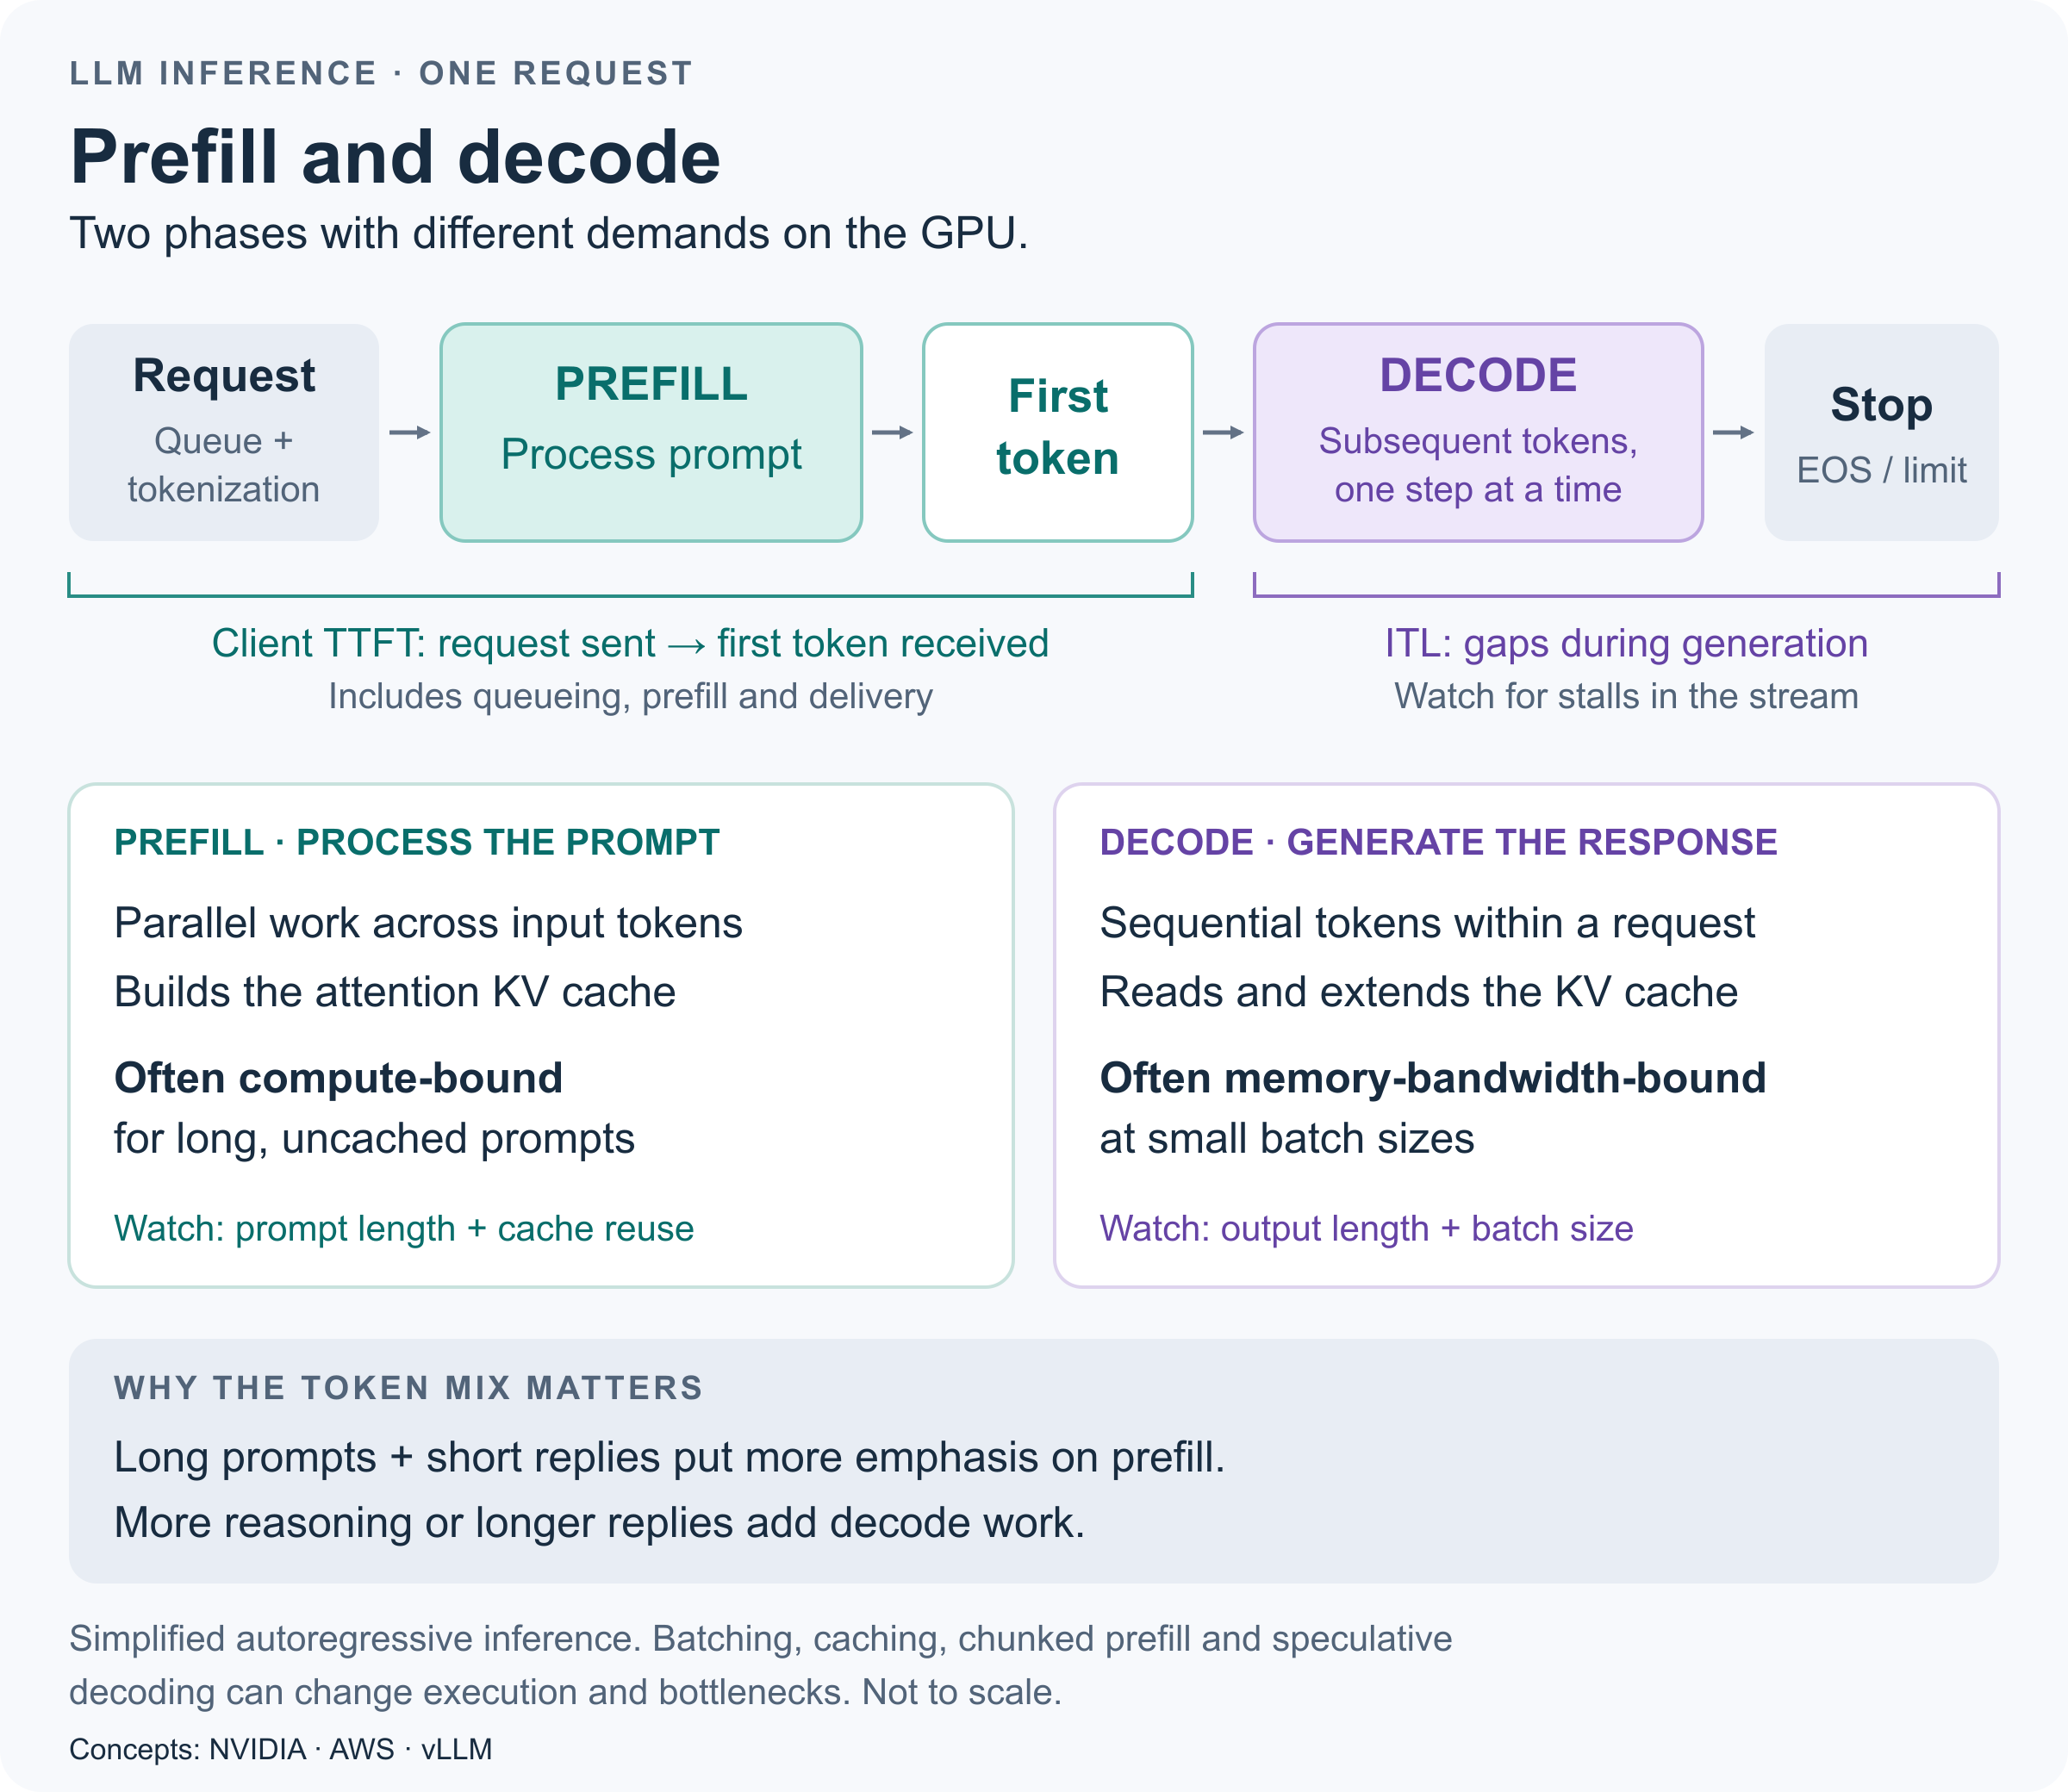 LLM INFERENCE · ONE REQUEST
Prefill and decode
Two phases with different demands on the GPU.
Request
Queue +
tokenization
PREFILL
Process prompt
First
token
DECODE
Subsequent tokens,
one step at a time
Stop
EOS / limit
Client TTFT: request sent → first token received
Includes queueing, prefill and delivery
ITL: gaps during generation
Watch for stalls in the stream
PREFILL · PROCESS THE PROMPT
Parallel work across input tokens
Builds the attention KV cache
Often compute-bound
for long, uncached prompts
Watch: prompt length + cache reuse
DECODE · GENERATE THE RESPONSE
Sequential tokens within a request
Reads and extends the KV cache
Often memory-bandwidth-bound
at small batch sizes
Watch: output length + batch size
WHY THE TOKEN MIX MATTERS
Long prompts + short replies put more emphasis on prefill.
More reasoning or longer replies add decode work.
Simplified autoregressive inference. Batching, caching, chunked prefill and speculative
decoding can change execution and bottlenecks. Not to scale.
Concepts: NVIDIA · AWS · vLLM